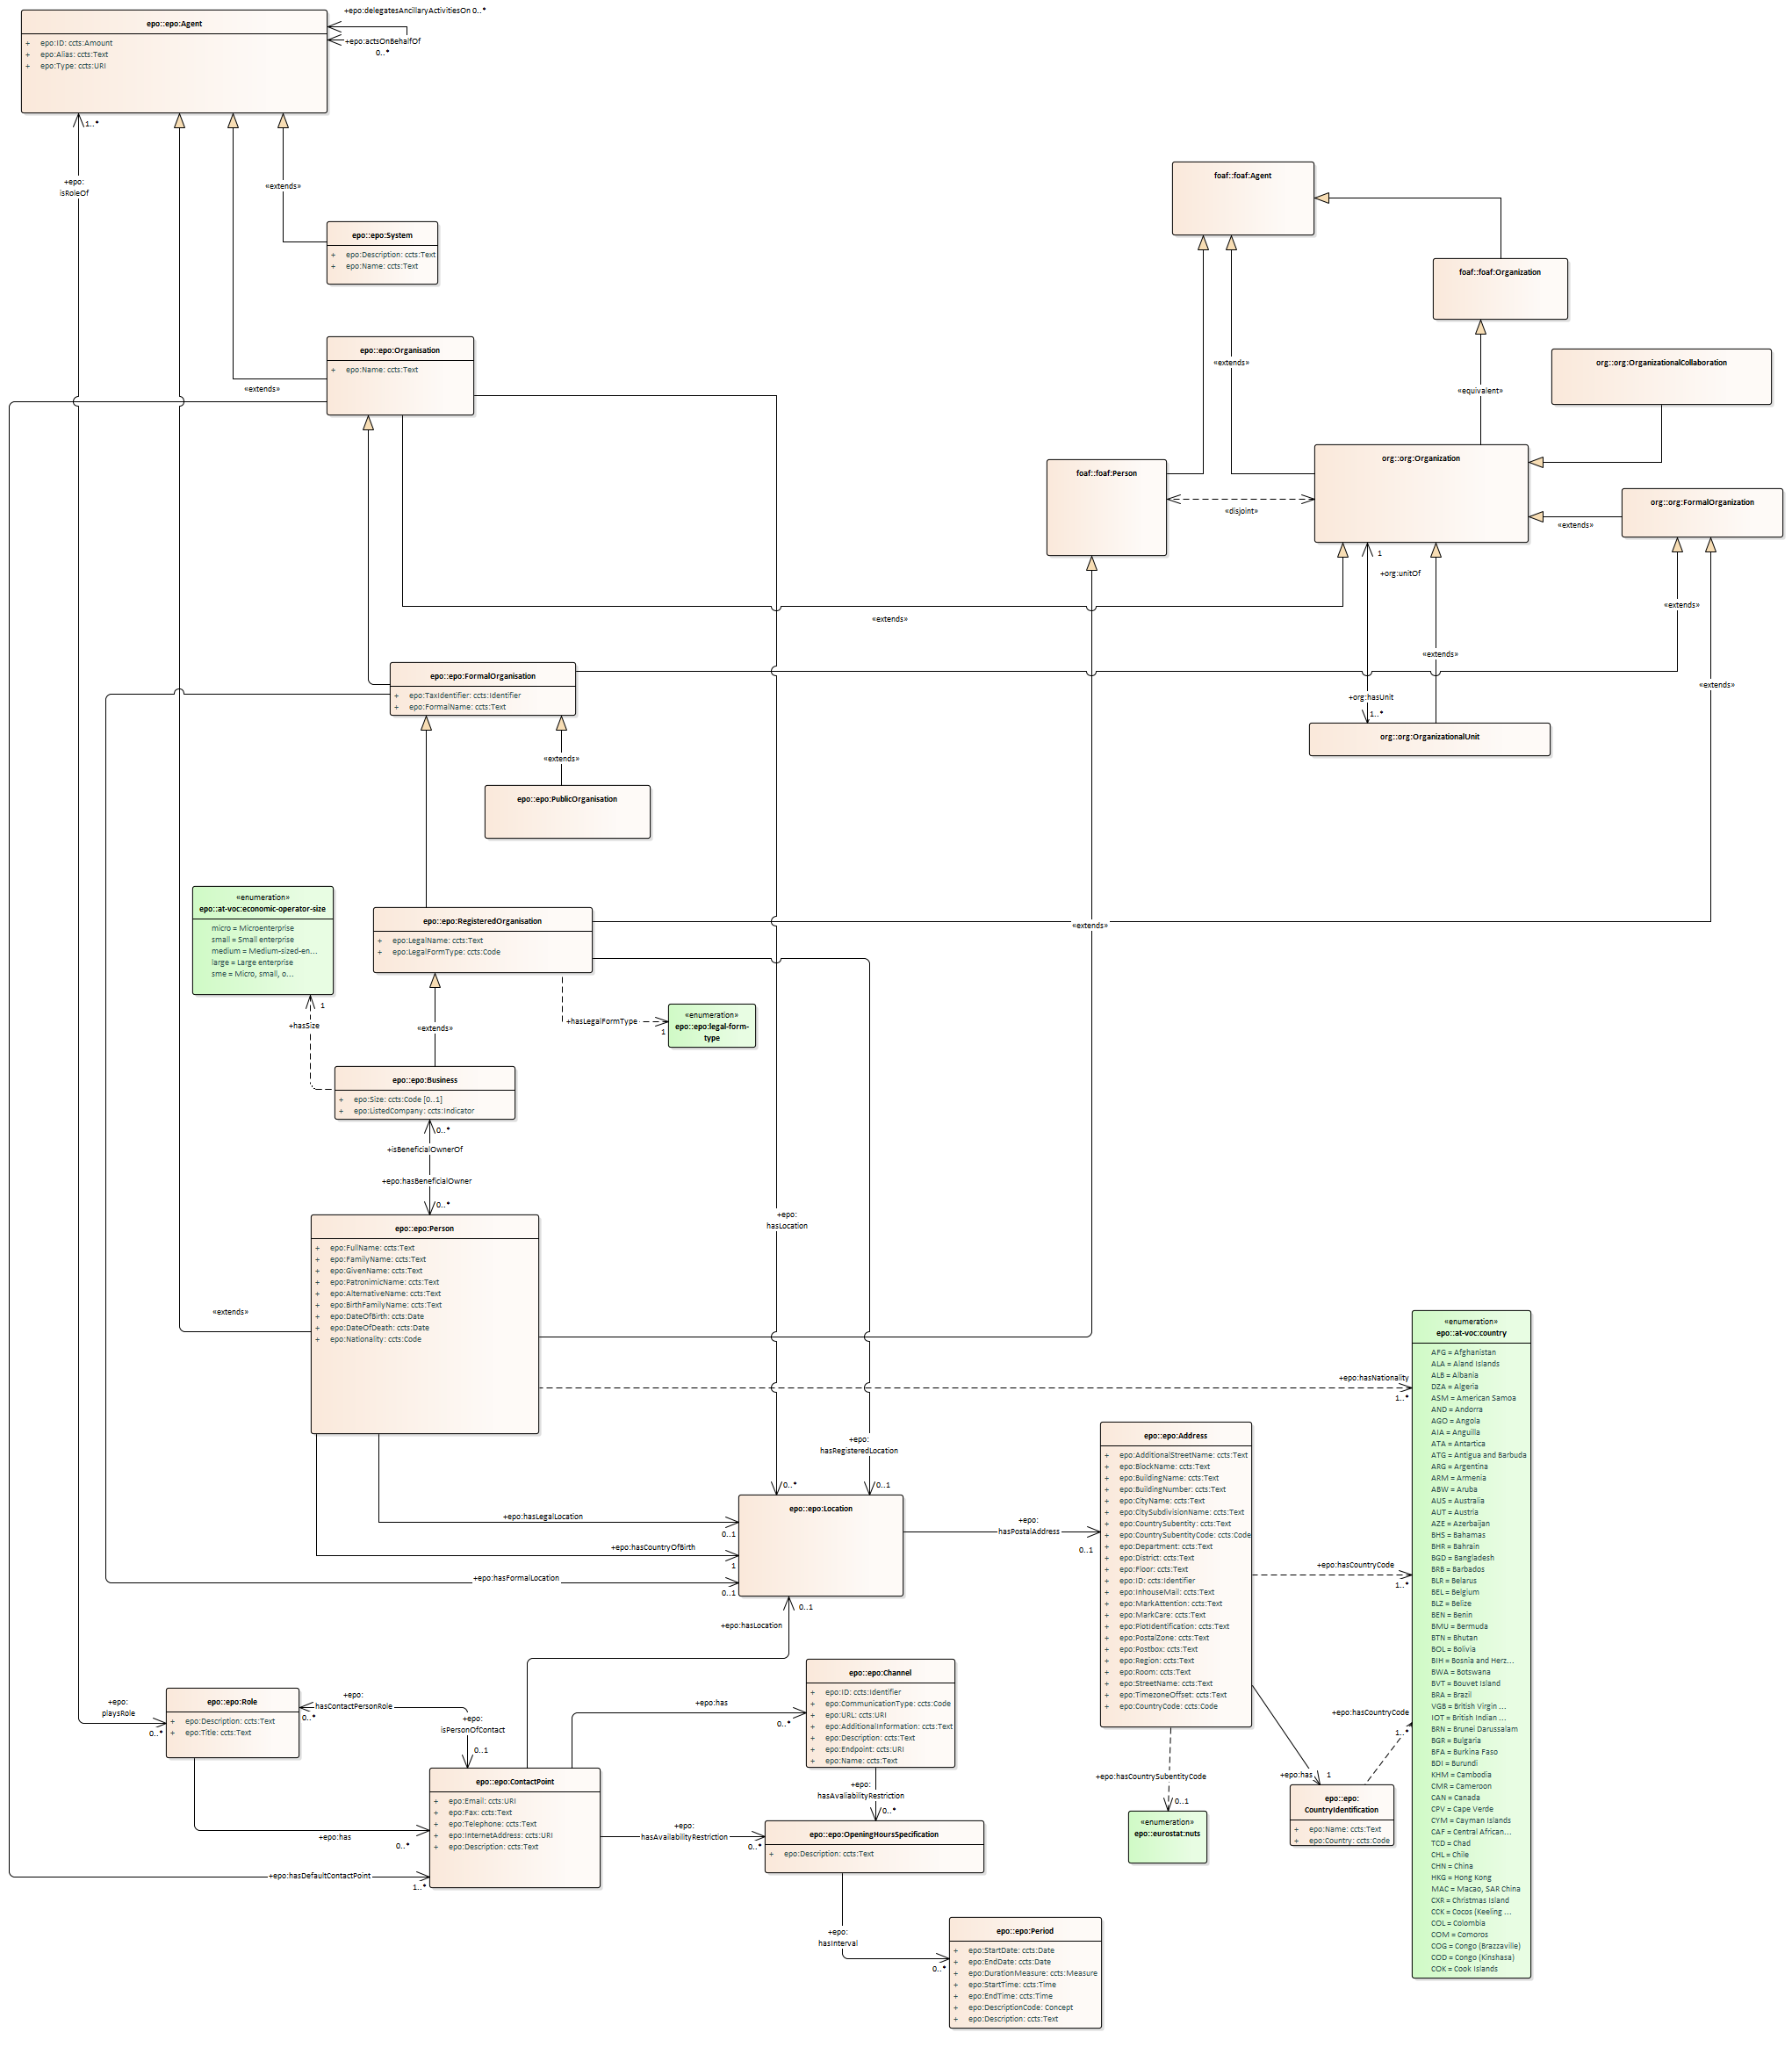 +epo:delegatesAncillaryActivitiesOn 0..*
epo::epo:Agent
+ epo:ID: ccts:Amount
+ epo:Alias: ccts:Text
+ epo:Type: ccts:URI
+epo:actsOnBehalfOf
0..*
1..*
+epo:
isRoleOf
«extends»
epo::epo:System
+ epo:Description: ccts:Text
+ epo:Name: ccts:Text
foaf::foaf:Agent
foaf::foaf:Organization
epo::epo:Organisation
+ epo:Name: ccts:Text
«extends»
«extends»
«equivalent»
org::org:OrganizationalCollaboration
foaf::foaf:Person
org::org:Organization
«disjoint»
org::org:FormalOrganization
«extends»
1
+org:unitOf
«extends»
«extends»
«extends»
epo::epo:FormalOrganisation
+ epo:TaxIdentifier: ccts:Identifier
+ epo:FormalName: ccts:Text
«extends»
+org:hasUnit
1..*
org::org:OrganizationalUnit
«extends»
epo::epo:PublicOrganisation
«enumeration»
epo::at-voc:economic-operator-size
micro = Microenterprise
small = Small enterprise
medium = Medium-sized-en...
large = Large enterprise
sme = Micro, small, o...
epo::epo:RegisteredOrganisation
+ epo:LegalName: ccts:Text
+ epo:LegalFormType: ccts:Code
«extends»
1
+hasSize
«extends»
+hasLegalFormType
1
«enumeration»
epo::epo:legal-form-
type
epo::epo:Business
+ epo:Size: ccts:Code [0..1]
+ epo:ListedCompany: ccts:Indicator
0..*
+isBeneficialOwnerOf
+epo:hasBeneficialOwner
0..*
epo::epo:Person
+ epo:FullName: ccts:Text
+ epo:FamilyName: ccts:Text
+ epo:GivenName: ccts:Text
+ epo:PatronimicName: ccts:Text
+ epo:AlternativeName: ccts:Text
+ epo:BirthFamilyName: ccts:Text
+ epo:DateOfBirth: ccts:Date
+ epo:DateOfDeath: ccts:Date
+ epo:Nationality: ccts:Code
«extends»
+epo:
hasLocation
+epo:hasNationality
1..*
«enumeration»
epo::at-voc:country
AFG = Afghanistan
ALA = Aland Islands
ALB = Albania
DZA = Algeria
ASM = American Samoa
AND = Andorra
AGO = Angola
AIA = Anguilla
ATA = Antartica
ATG = Antigua and Barbuda
ARG = Argentina
ARM = Armenia
ABW = Aruba
AUS = Australia
AUT = Austria
AZE = Azerbaijan
BHS = Bahamas
BHR = Bahrain
BGD = Bangladesh
BRB = Barbados
BLR = Belarus
BEL = Belgium
BLZ = Belize
BEN = Benin
BMU = Bermuda
BTN = Bhutan
BOL = Bolivia
BIH = Bosnia and Herz...
BWA = Botswana
BVT = Bouvet Island
BRA = Brazil
VGB = British Virgin ...
IOT = British Indian ...
BRN = Brunei Darussalam
BGR = Bulgaria
BFA = Burkina Faso
BDI = Burundi
KHM = Cambodia
CMR = Cameroon
CAN = Canada
CPV = Cape Verde
CYM = Cayman Islands
CAF = Central African...
TCD = Chad
CHL = Chile
CHN = China
HKG = Hong Kong
MAC = Macao, SAR China
CXR = Christmas Island
CCK = Cocos (Keeling ...
COL = Colombia
COM = Comoros
COG = Congo (Brazzaville)
COD = Congo (Kinshasa)
COK = Cook Islands
+epo:
hasRegisteredLocation
0..*
0..1
epo::epo:Location
+epo:hasLegalLocation
0..1
+epo:hasCountryOfBirth
1
+epo:hasFormalLocation
0..1
+epo:
hasPostalAddress
0..1
epo::epo:Address
+ epo:AdditionalStreetName: ccts:Text
+ epo:BlockName: ccts:Text
+ epo:BuildingName: ccts:Text
+ epo:BuildingNumber: ccts:Text
+ epo:CityName: ccts:Text
+ epo:CitySubdivisionName: ccts:Text
+ epo:CountrySubentity: ccts:Text
+ epo:CountrySubentityCode: ccts:Code
+ epo:Department: ccts:Text
+ epo:District: ccts:Text
+ epo:Floor: ccts:Text
+ epo:ID: ccts:Identifier
+ epo:InhouseMail: ccts:Text
+ epo:MarkAttention: ccts:Text
+ epo:MarkCare: ccts:Text
+ epo:PlotIdentification: ccts:Text
+ epo:PostalZone: ccts:Text
+ epo:Postbox: ccts:Text
+ epo:Region: ccts:Text
+ epo:Room: ccts:Text
+ epo:StreetName: ccts:Text
+ epo:TimezoneOffset: ccts:Text
+ epo:CountryCode: ccts:Code
+epo:hasCountryCode
1..*
0..1
+epo:hasLocation
epo::epo:Channel
+ epo:ID: ccts:Identifier
+ epo:CommunicationType: ccts:Code
+ epo:URL: ccts:URI
+ epo:AdditionalInformation: ccts:Text
+ epo:Description: ccts:Text
+ epo:Endpoint: ccts:URI
+ epo:Name: ccts:Text
+epo:
playsRole
0..*
epo::epo:Role
+ epo:Description: ccts:Text
+ epo:Title: ccts:Text
+epo:
hasContactPersonRole
0..*
+epo:
isPersonOfContact
0..1
+epo:has
0..*
+epo:hasCountryCode
1..*
epo::epo:ContactPoint
+ epo:Email: ccts:URI
+ epo:Fax: ccts:Text
+ epo:Telephone: ccts:Text
+ epo:InternetAddress: ccts:URI
+ epo:Description: ccts:Text
+epo:
hasAvaliabilityRestriction
0..*
+epo:hasCountrySubentityCode
0..1
+epo:has
1
epo::epo:
CountryIdentification
+ epo:Name: ccts:Text
+ epo:Country: ccts:Code
+epo:has
0..*
+epo:
hasAvailabilityRestriction
0..*
epo::epo:OpeningHoursSpecification
+ epo:Description: ccts:Text
«enumeration»
epo::eurostat:nuts
+epo:hasDefaultContactPoint
1..*
+epo:
hasInterval
0..*
epo::epo:Period
+ epo:StartDate: ccts:Date
+ epo:EndDate: ccts:Date
+ epo:DurationMeasure: ccts:Measure
+ epo:StartTime: ccts:Time
+ epo:EndTime: ccts:Time
+ epo:DescriptionCode: Concept
+ epo:Description: ccts:Text